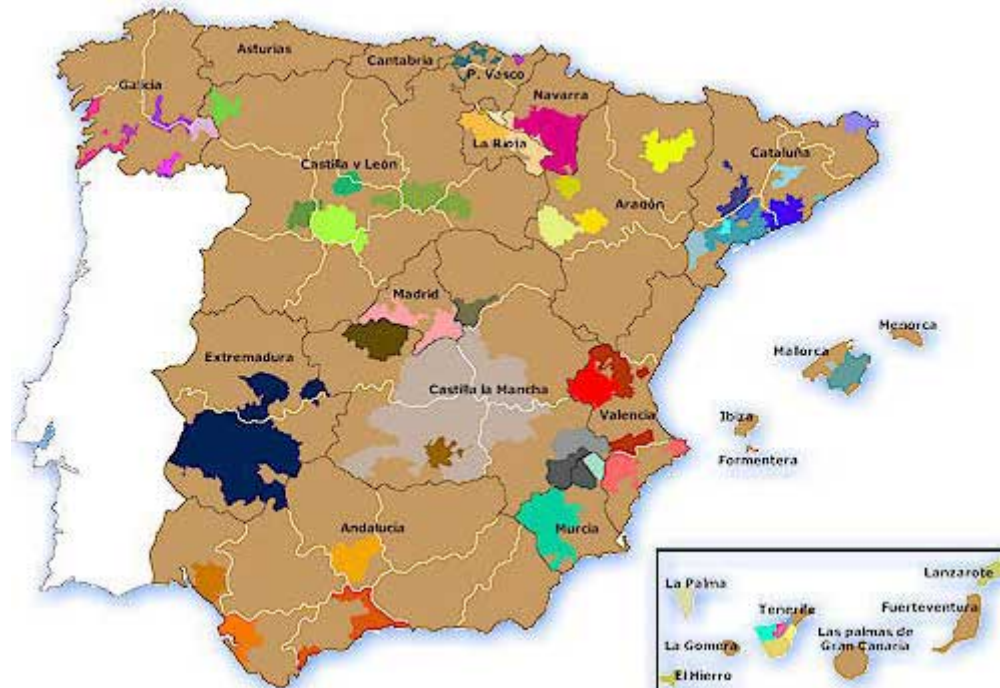 Asturias
Cantabria
P. Vasco
Galicia
Navarra
La Rioja
Castilla y León
Cataluña
Aragón
Madrid
Extremadura
Castilla la Mancha
Valencia
Menorca
Mallorca
Ibiza
Formentera
Andalucia
Murcia
La Palma
Lanzarote
Tenerife
Fuerteventura
La Gomera
Las palmas de
Gran Canaria
El Hierro